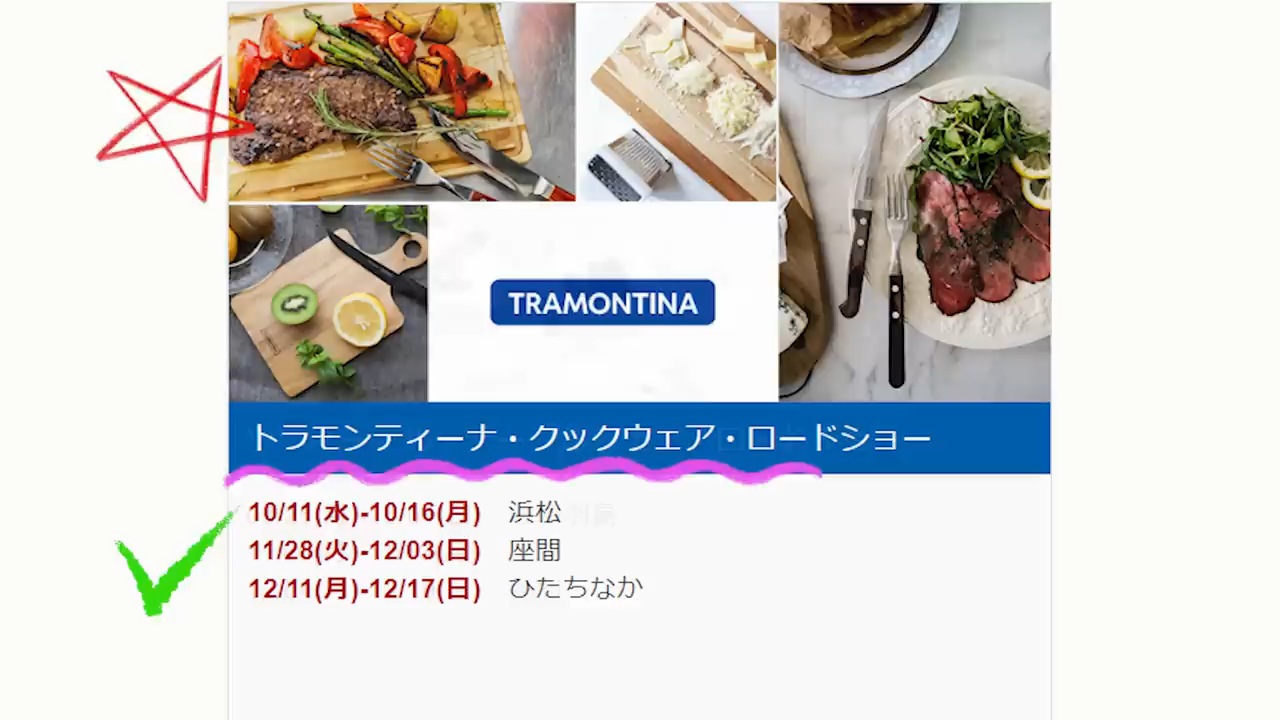 TRAMONTINA
トラモンティーナ・クックウェア・ロードショー
10/11(水)-10/16(月) 浜松
11/28(火)-12/03(日) 座間
12/11(月)-12/17(日) ひたちなか